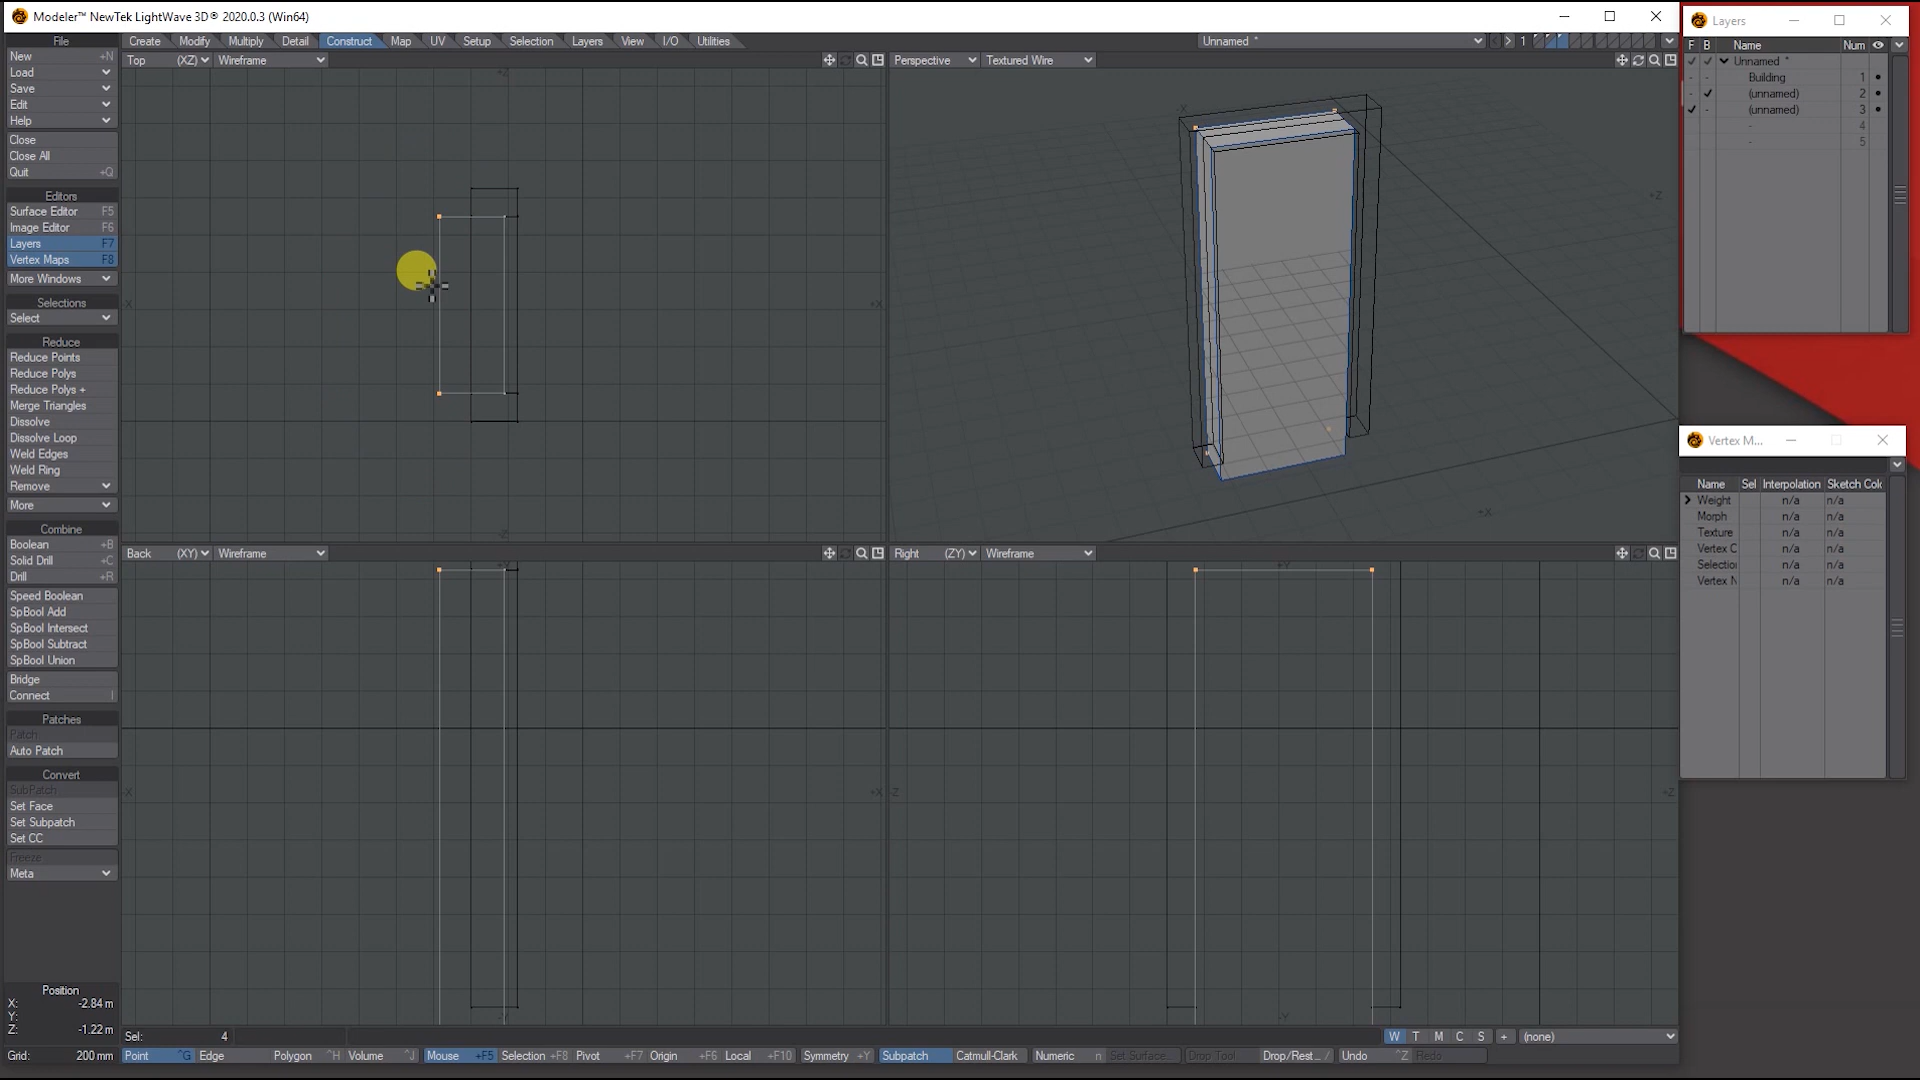 Modeler™ NewTek LightWave 3D® 2020.0.3 (Win64)
File
Create Modify Multiply Detail Construct Map UV Setup Selection Layers View I/O Utilities Unnamed * 1
New +N
Load
Save
Edit
Help
Close
Close All
Quit +Q
Editors
Surface Editor F5
Image Editor F6
Layers F7
Vertex Maps F8
More Windows
Selections
Select
Reduce
Reduce Points
Reduce Polys
Reduce Polys +
Merge Triangles
Dissolve
Dissolve Loop
Weld Edges
Weld Ring
Remove
More
Combine
Boolean +B
Solid Drill +C
Drill +R
Speed Boolean
SpBool Add
SpBool Intersect
SpBool Subtract
SpBool Union
Bridge
Connect l
Patches
Patch
Auto Patch
Convert
SubPatch
Set Face
Set Subpatch
Set CC
Freeze
Meta
Position
X: -2.84 m
Y:
Z: -1.22 m
Grid: 200 mm
Top (XZ) Wireframe
+Z
-X +X
-Z
Perspective Textured Wire
-X
+Z
+X
Back (XY) Wireframe
+Y
-X +X
-Y
Right (ZY) Wireframe
+Y
-Z +Z
-Y
Sel: 4
W T M C S + (none)
Point ^G Edge Polygon ^H Volume ^J Mouse +F5 Selection +F8 Pivot +F7 Origin +F6 Local +F10 Symmetry +Y Subpatch Catmull-Clark Numeric n Set Surface... Drop Tool Drop/Rest... / Undo ^Z Redo
Layers
F B Name Num
Unnamed *
Building 1
(unnamed) 2
(unnamed) 3
- 4
- 5
Vertex M...
Name Sel Interpolation Sketch Colo
Weight n/a n/a
Morph n/a n/a
Texture n/a n/a
Vertex C n/a n/a
Selection n/a n/a
Vertex N n/a n/a